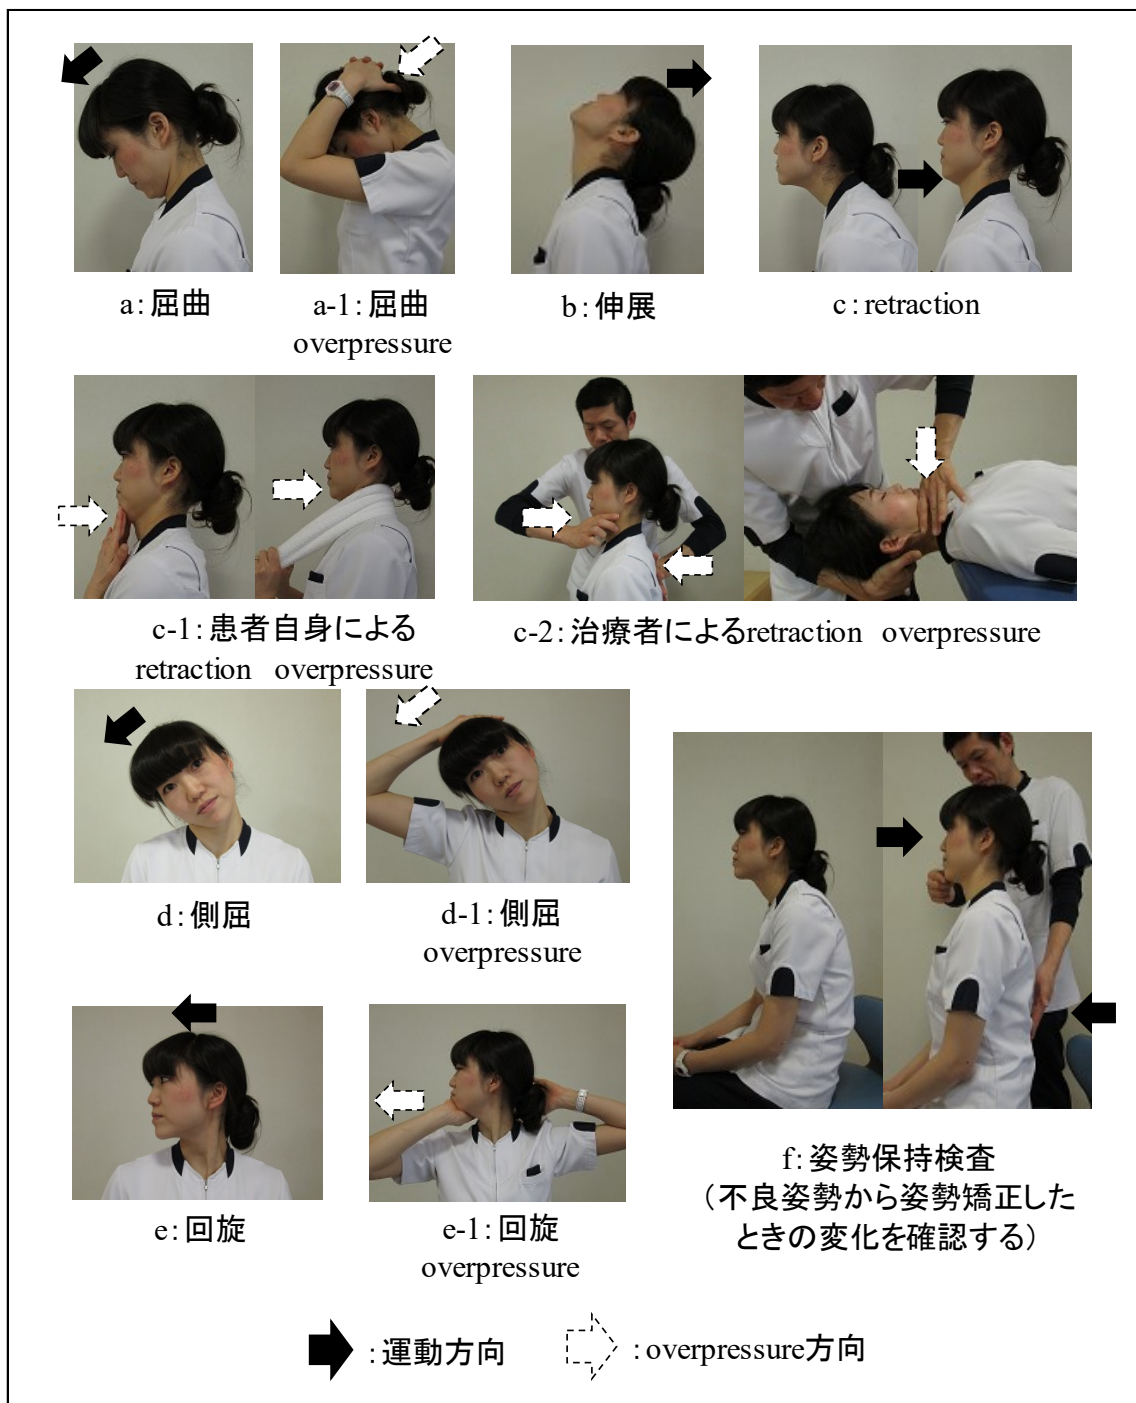 a:屈曲
a-1:屈曲
overpressure
b:伸展
c:retraction
c-1:患者自身による
retraction overpressure
c-2:治療者によるretraction overpressure
d:側屈
d-1:側屈
overpressure
e:回旋
e-1:回旋
overpressure
f:姿勢保持検査
(不良姿勢から姿勢矯正した
ときの変化を確認する)
:運動方向
:overpressure方向